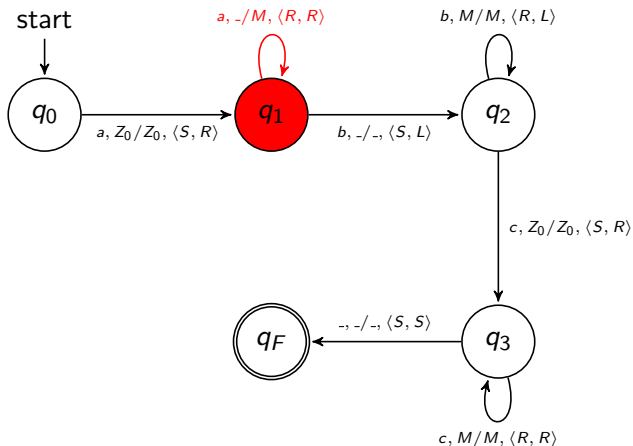 start
a, _/M, ⟨R, R⟩
b, M/M, ⟨R, L⟩
q0
q1
q2
a, Z0/Z0, ⟨S, R⟩
b, _/_, ⟨S, L⟩
c, Z0/Z0, ⟨S, R⟩
qF
_, _/_, ⟨S, S⟩
q3
c, M/M, ⟨R, R⟩